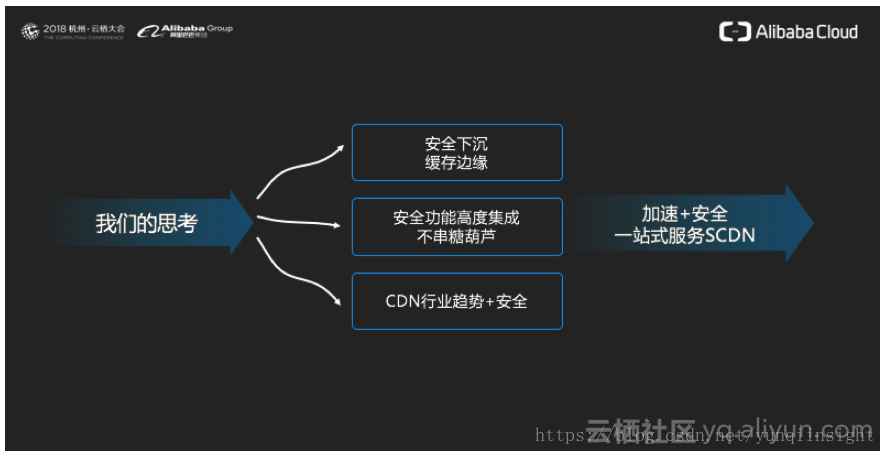 2018 杭州·云栖大会
THE COMPUTING CONFERENCE
Alibaba Group
阿里巴巴集团
Alibaba Cloud
我们的思考
安全下沉
缓存边缘
安全功能高度集成
不串糖葫芦
CDN行业趋势+安全
加速+安全
一站式服务SCDN
云栖社区 yq.aliyun.com
https://blog.csdn.net/yunqiinsight